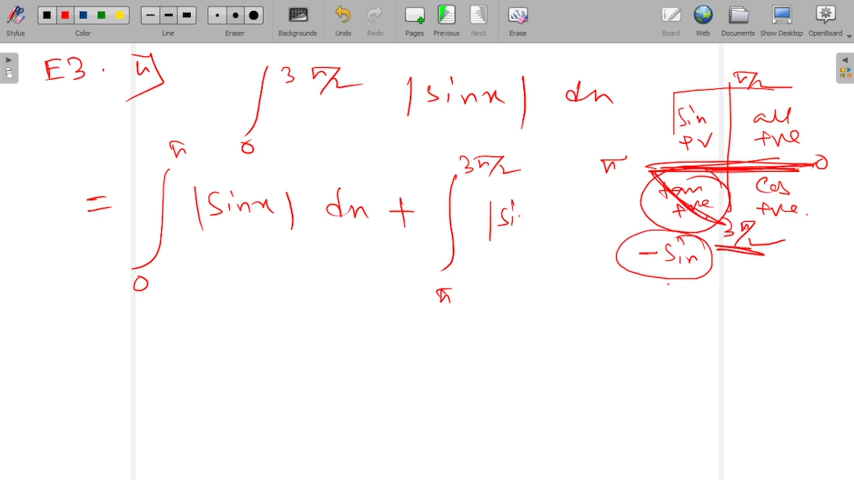 Stylus
Color
Line
Eraser
Backgrounds
Undo
Redo
Pages
Previous
Next
Erase
Board
Web
Documents
Show Desktop
OpenBoard
E3.
∫₀^{3π/2} |sinx| dx
= ∫₀^{π} |sinx| dx + ∫_{π}^{3π/2} |si
π/2
sin +v
all +ve
π
0
tan +ve
cos +ve.
3π/2
-sin